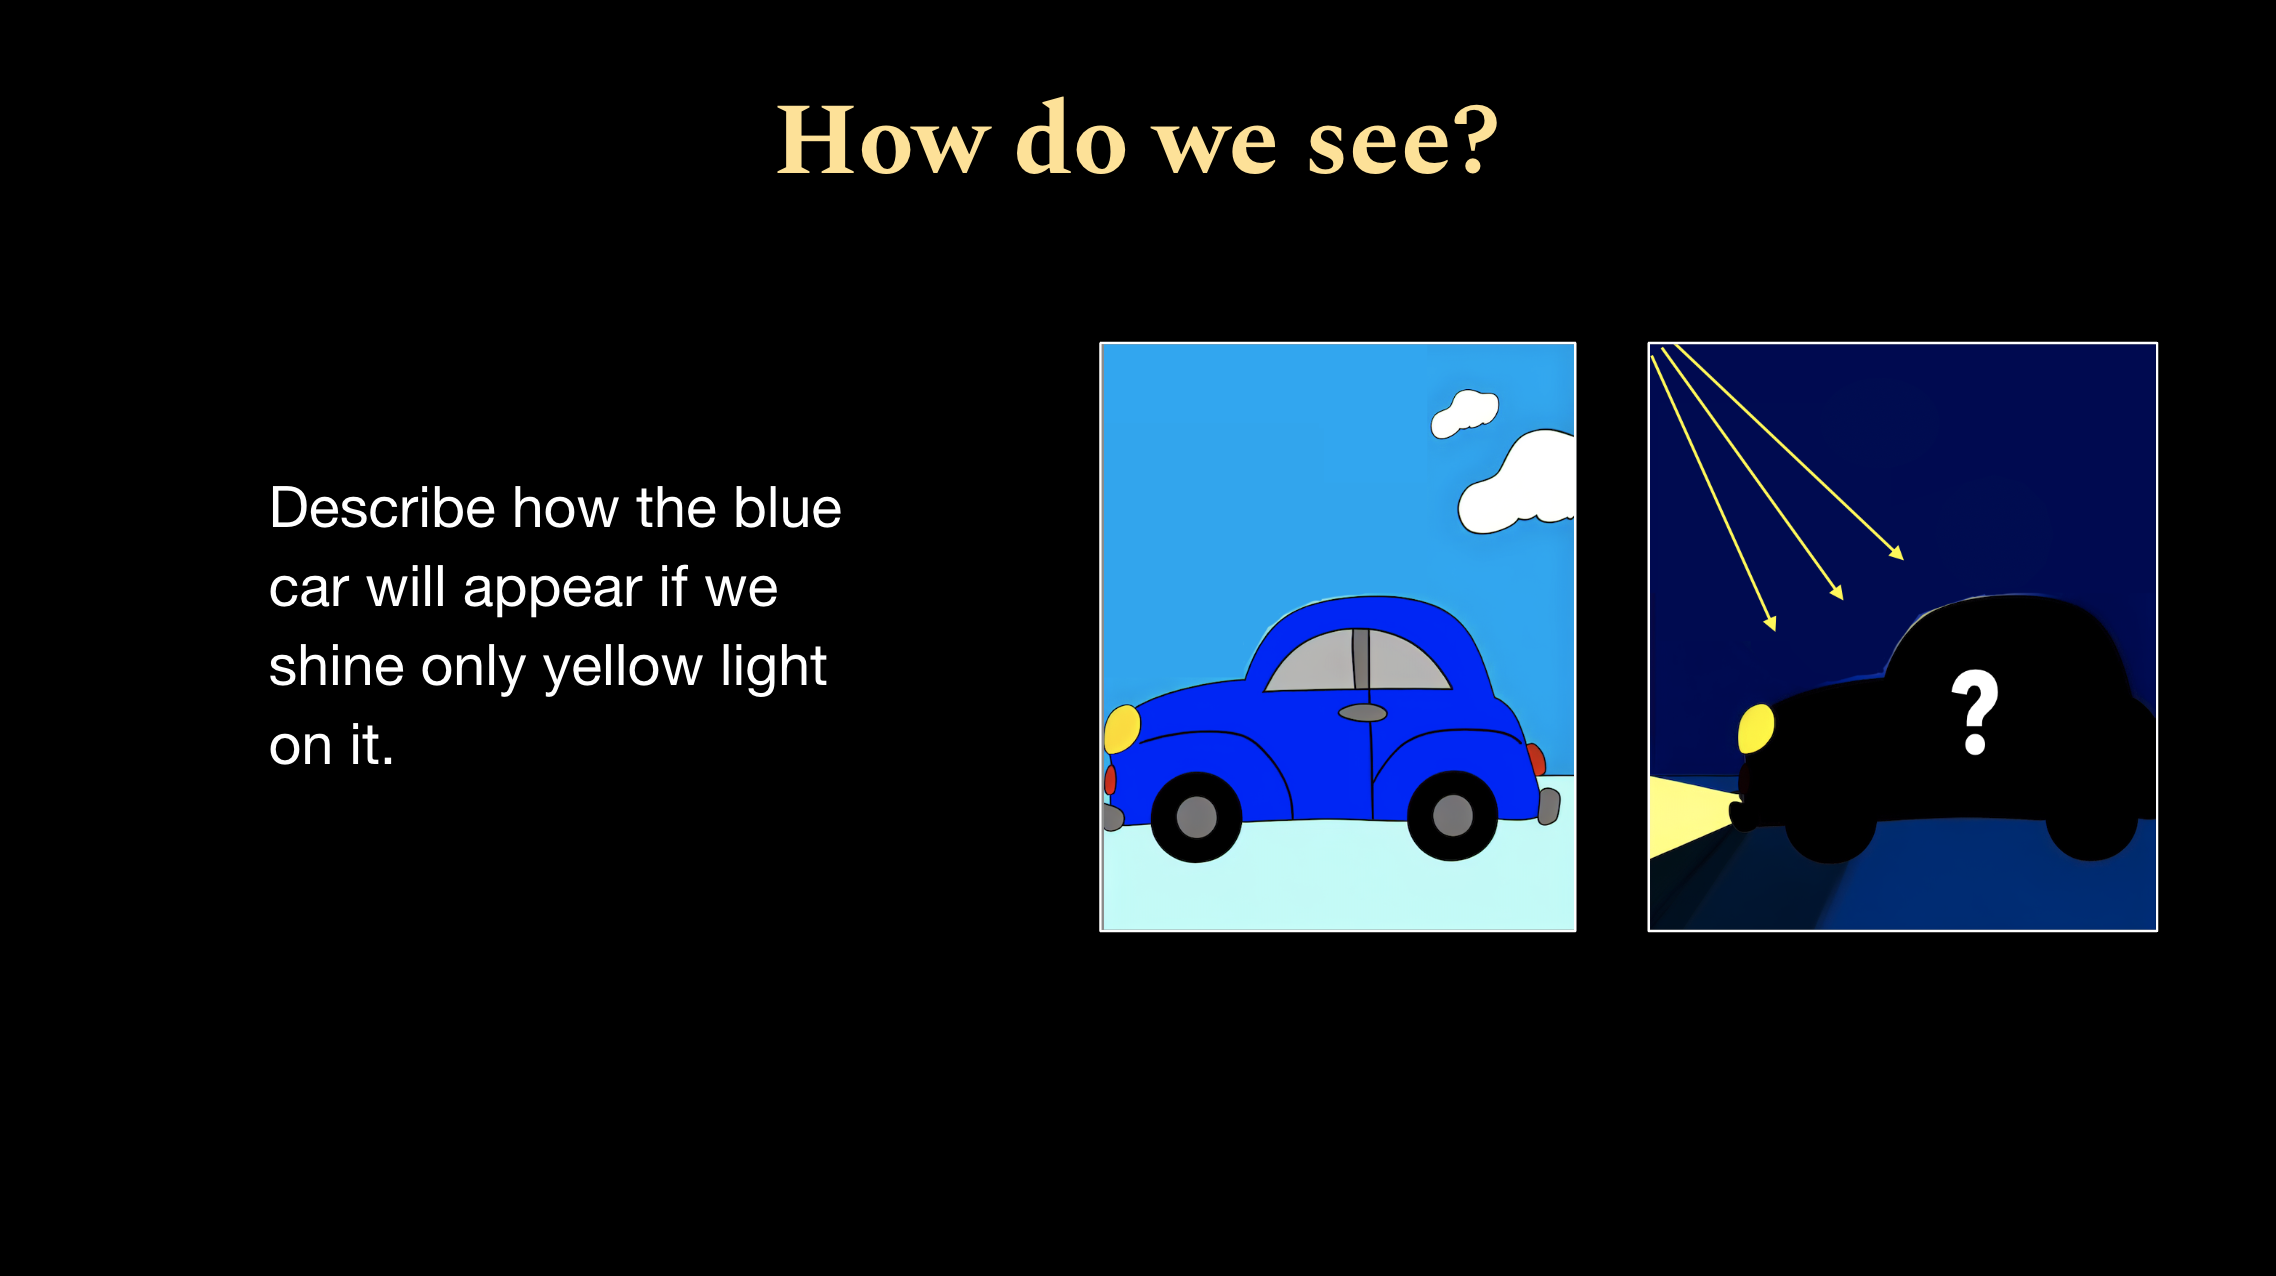 How do we see?
Describe how the blue
car will appear if we
shine only yellow light
on it.
?